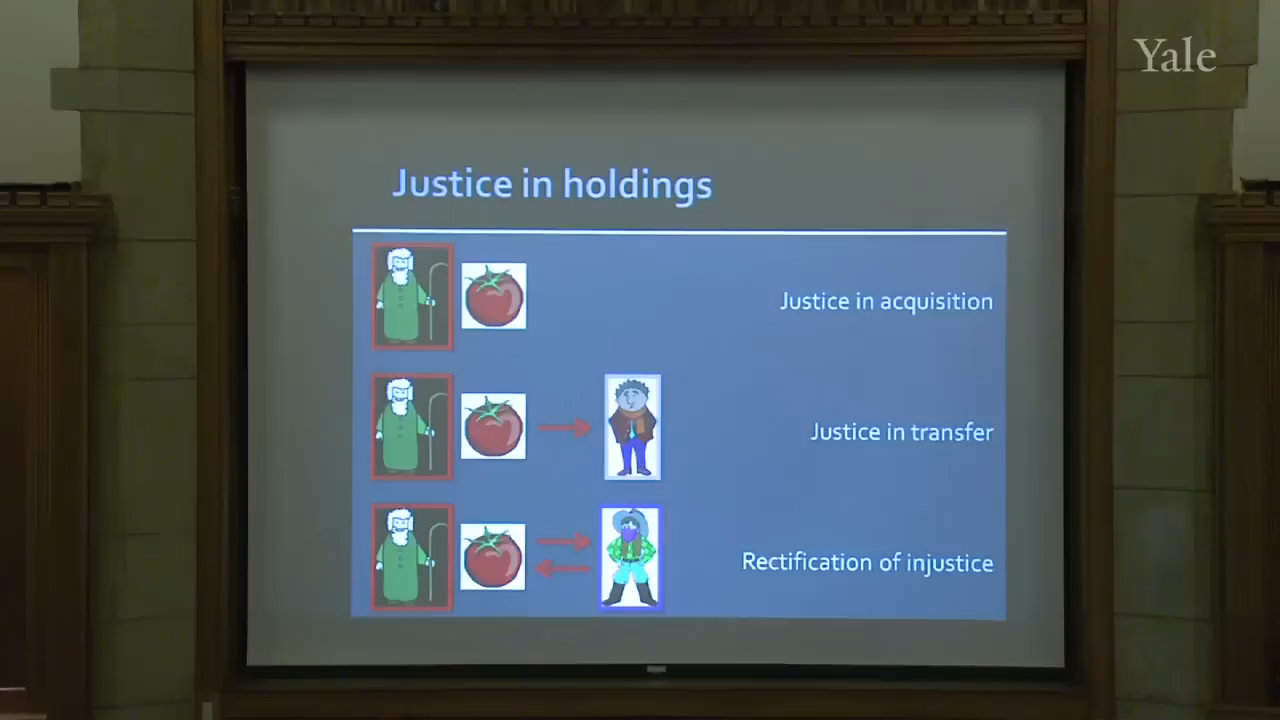 Yale
Justice in holdings
Justice in acquisition
Justice in transfer
Rectification of injustice